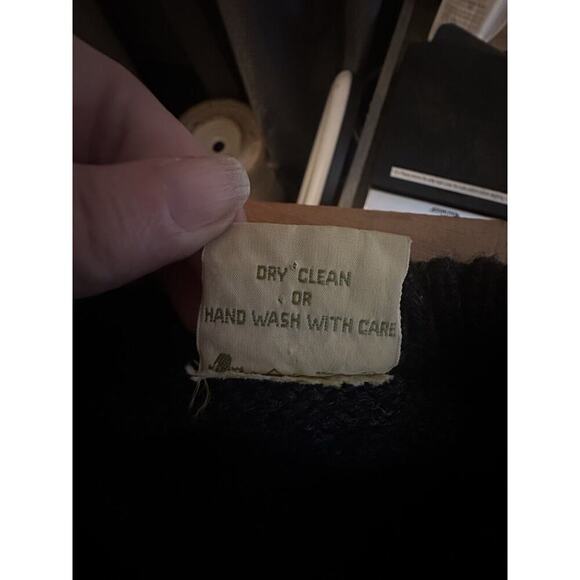 DRY CLEAN
OR
HAND WASH WITH CARE